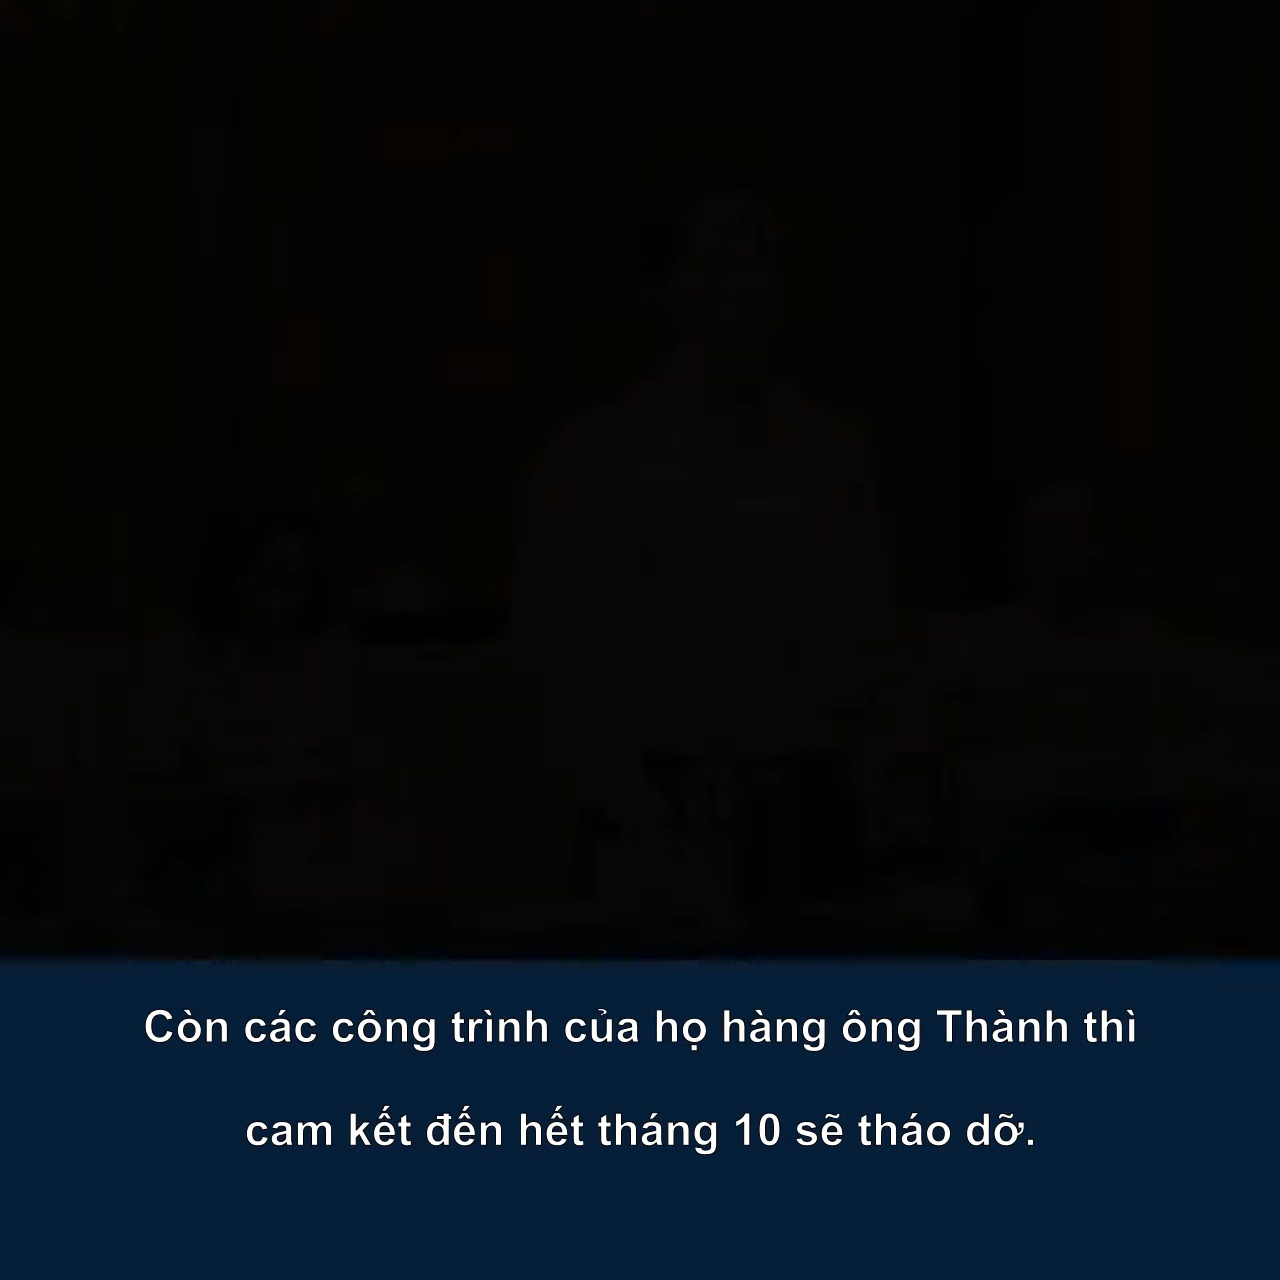 Còn các công trình của họ hàng ông Thành thì
cam kết đến hết tháng 10 sẽ tháo dỡ.